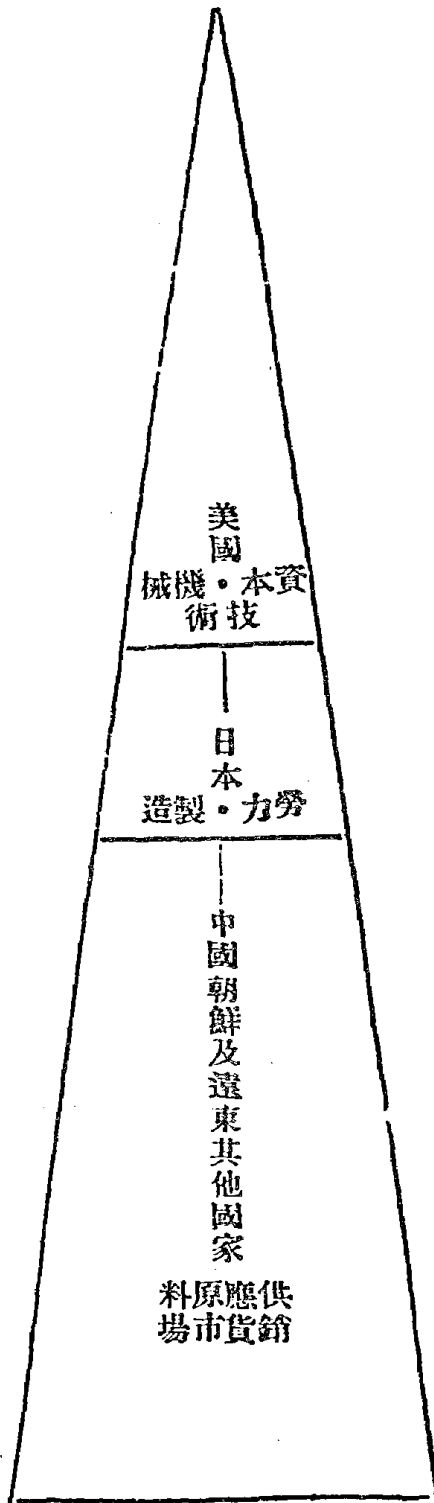 美國
資本・機械
技術
日本
勞力・製造
中國朝鮮及遠東其他國家
供應原料
銷貨市場